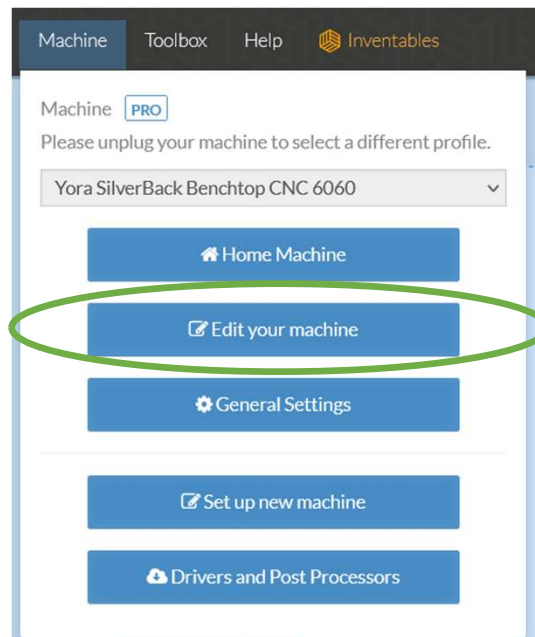 Machine Toolbox Help Inventables
Machine PRO
Please unplug your machine to select a different profile.
Yora SilverBack Benchtop CNC 6060
Home Machine
Edit your machine
General Settings
Set up new machine
Drivers and Post Processors